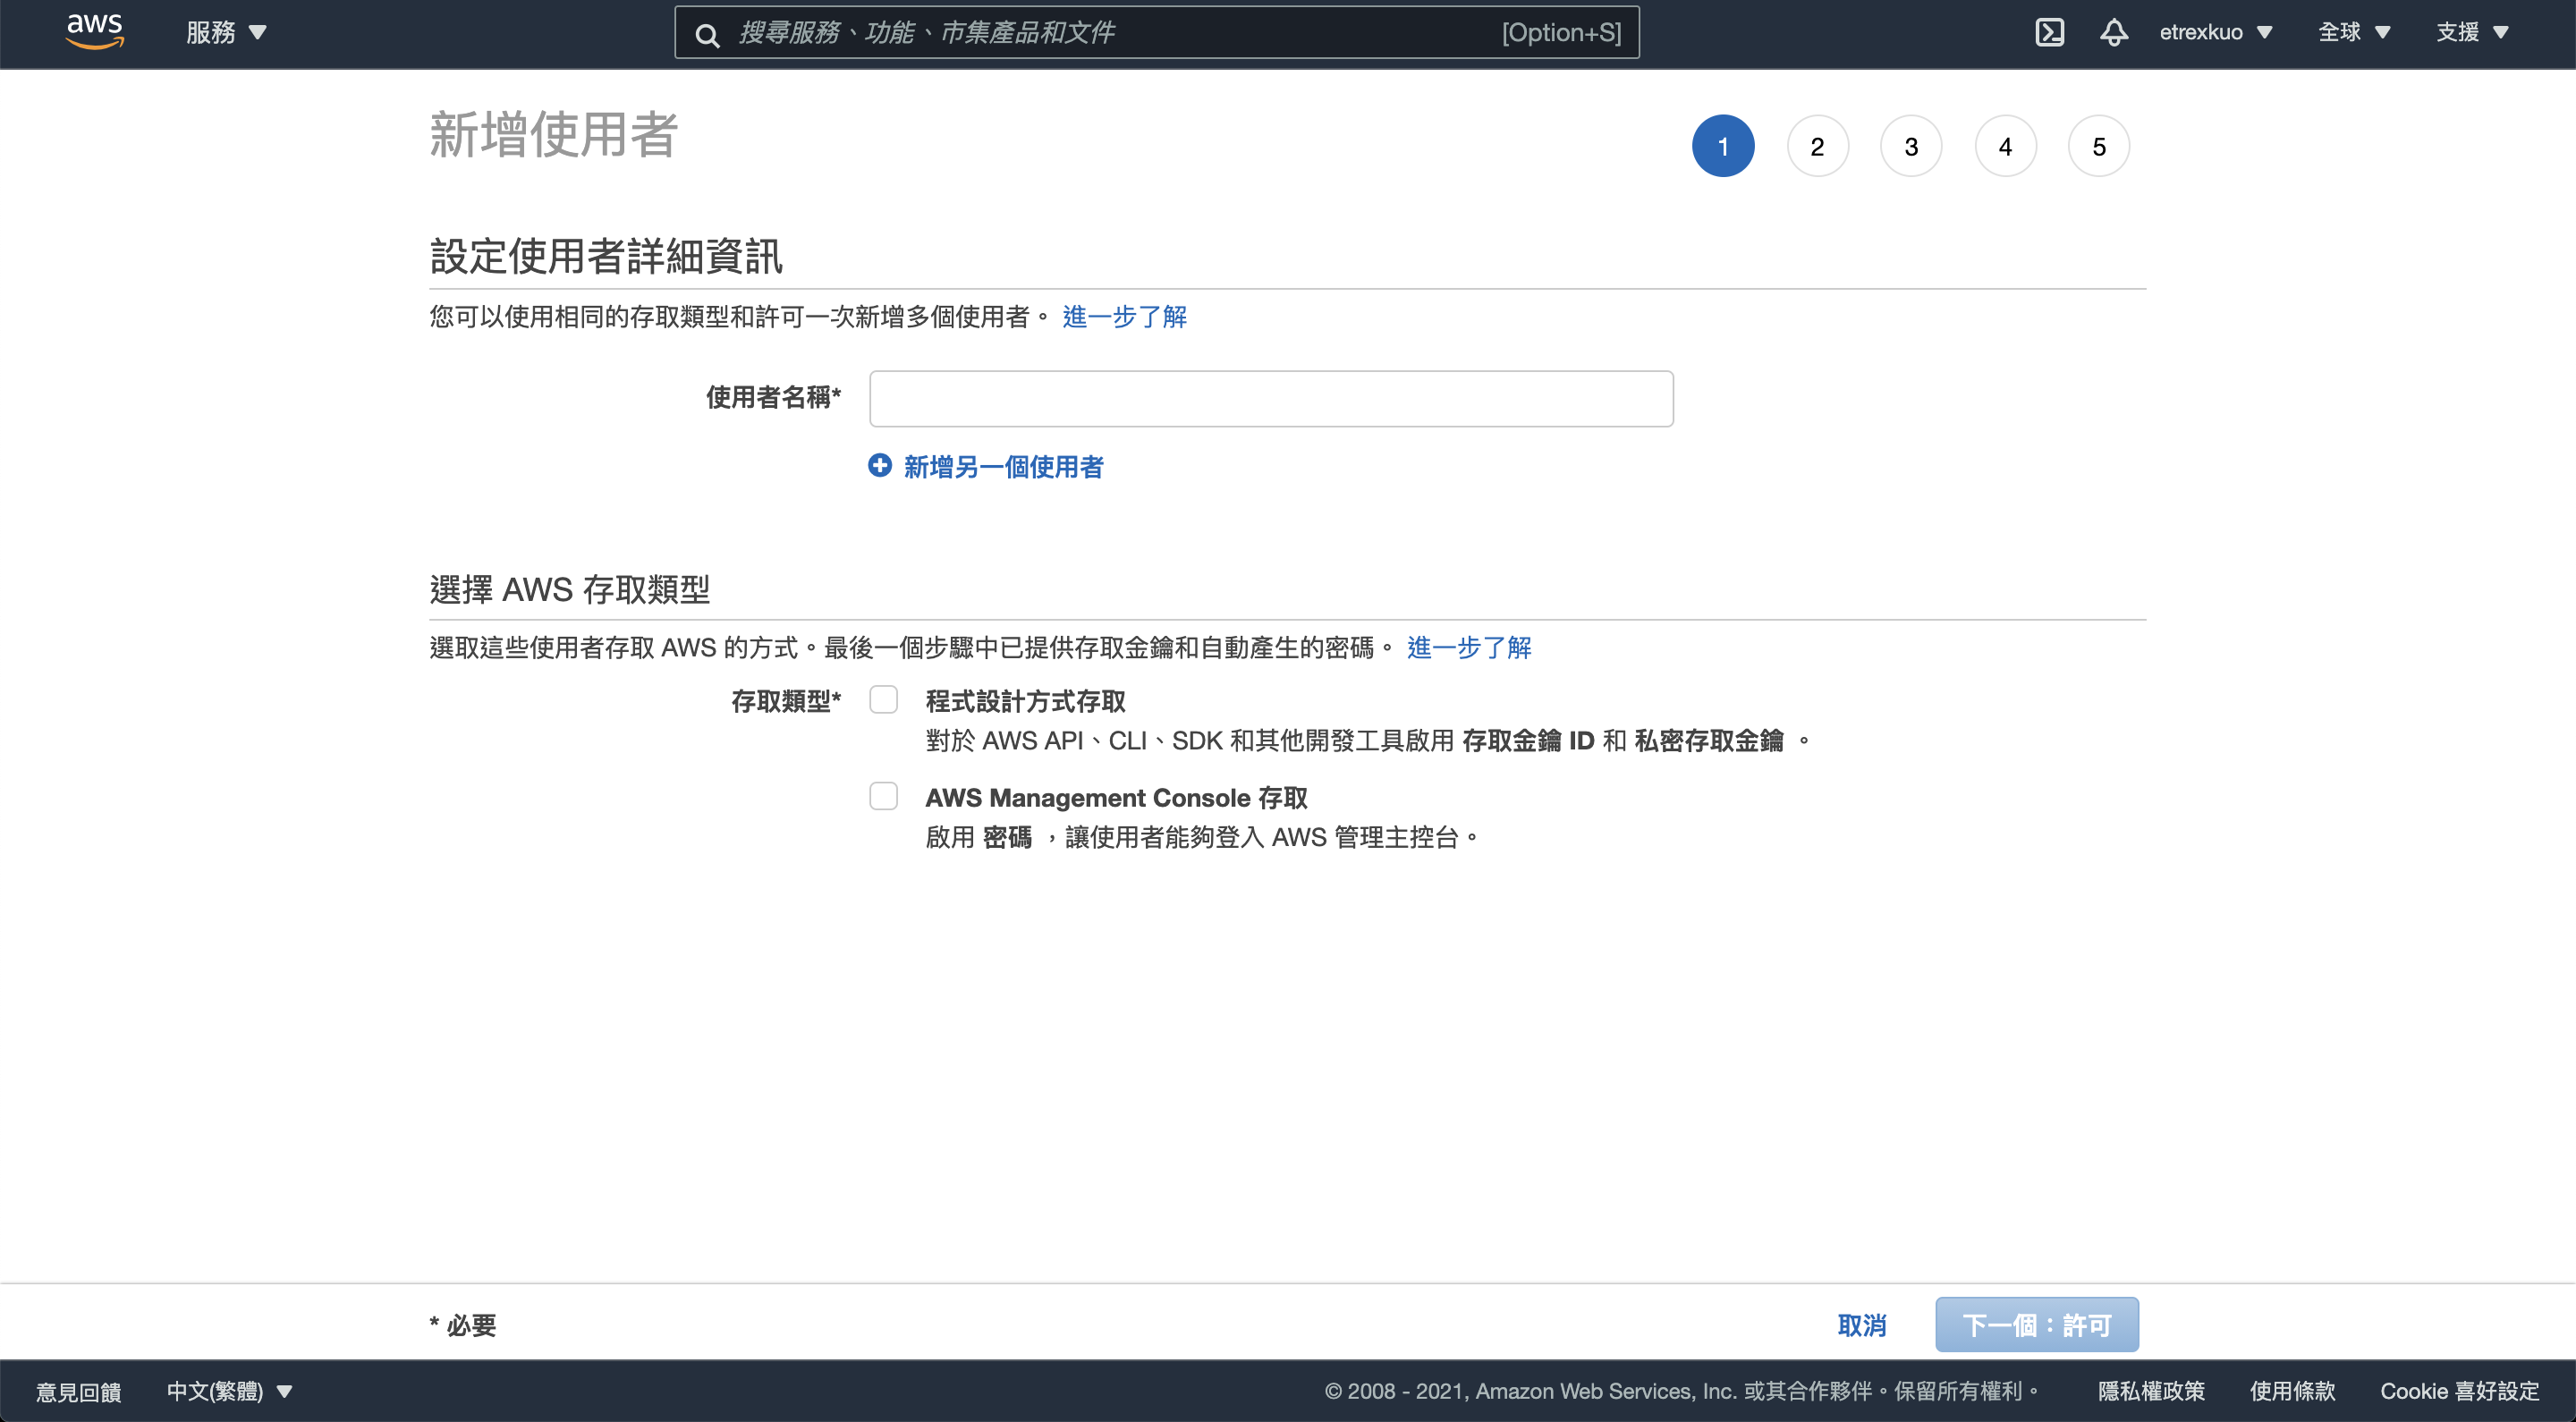 aws 服務 搜尋服務、功能、市集產品和文件 [Option+S] etrexkuo 全球 支援
新增使用者 1 2 3 4 5
設定使用者詳細資訊
您可以使用相同的存取類型和許可一次新增多個使用者。 進一步了解
使用者名稱*
新增另一個使用者
選擇 AWS 存取類型
選取這些使用者存取 AWS 的方式。最後一個步驟中已提供存取金鑰和自動產生的密碼。 進一步了解
存取類型* 程式設計方式存取
對於 AWS API、CLI、SDK 和其他開發工具啟用 存取金鑰 ID 和 私密存取金鑰 。
AWS Management Console 存取
啟用 密碼 ，讓使用者能夠登入 AWS 管理主控台。
* 必要 取消 下一個：許可
意見回饋 中文(繁體) © 2008 - 2021, Amazon Web Services, Inc. 或其合作夥伴。保留所有權利。 隱私權政策 使用條款 Cookie 喜好設定